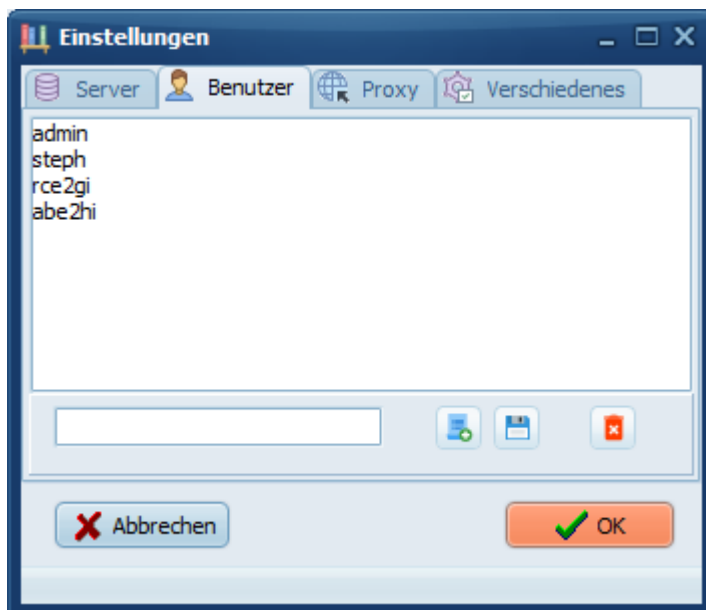 Einstellungen
Server Benutzer Proxy Verschiedenes
admin
steph
rce2gi
abe2hi
Abbrechen OK